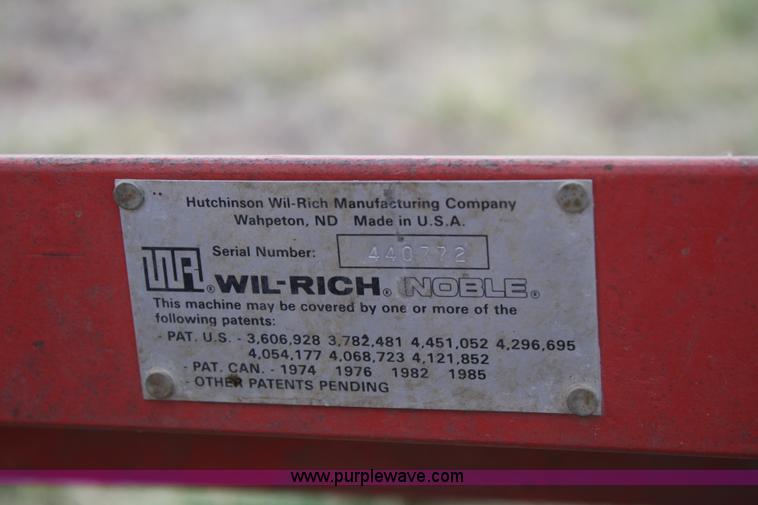 Hutchinson Wil-Rich Manufacturing Company
Wahpeton, ND Made in U.S.A.
Serial Number: 440772
WR® WIL-RICH® NOBLE®
This machine may be covered by one or more of the
following patents:
- PAT. U.S. - 3,606,928 3,782,481 4,451,052 4,296,695
4,054,177 4,068,723 4,121,852
- PAT. CAN. - 1974 1976 1982 1985
- OTHER PATENTS PENDING
www.purplewave.com